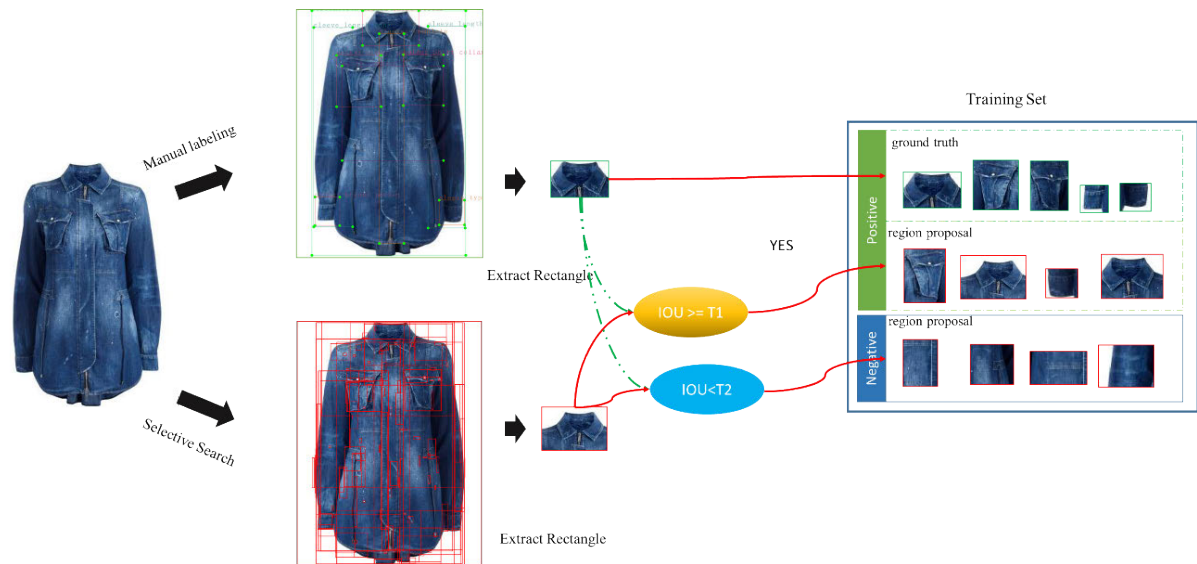 Training Set
Manual labeling
ground truth
Positive
YES
region proposal
Extract Rectangle
IOU >= T1
region proposal
Negative
IOU<T2
Selective Search
Extract Rectangle